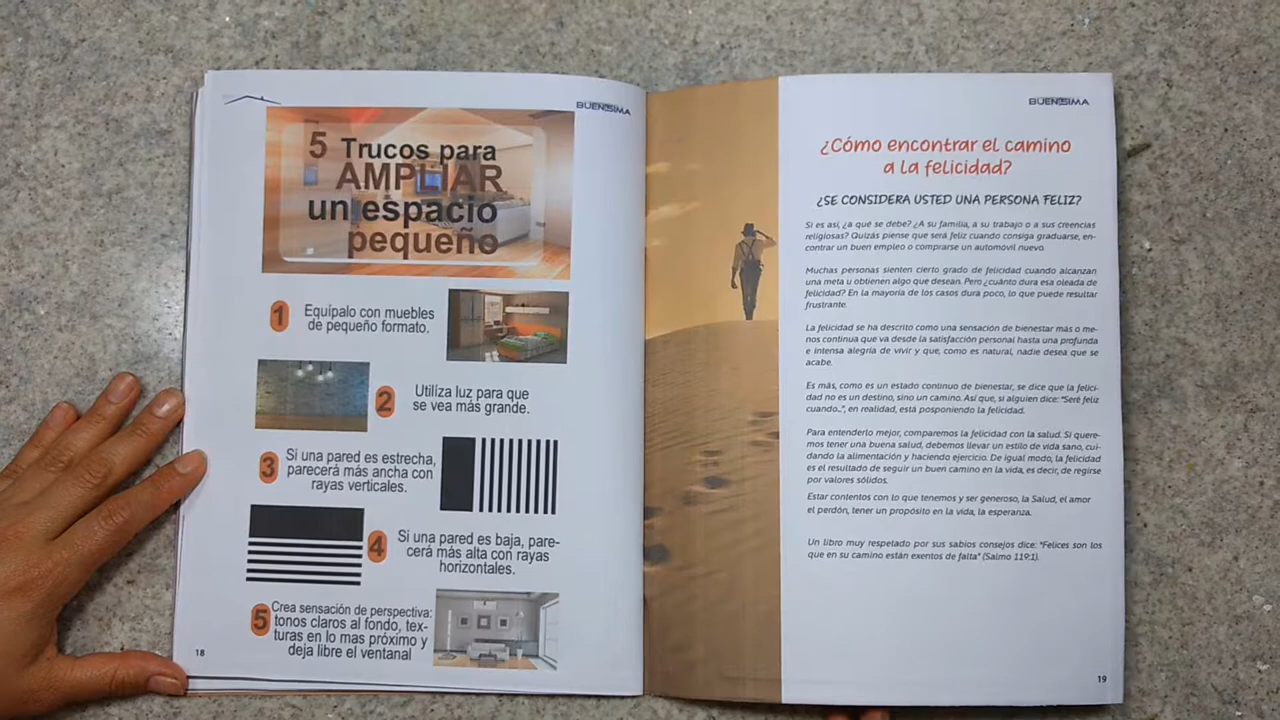 BUENÍSIMA
5 Trucos para
AMPLIAR
un espacio
pequeño
1
Equípalo con muebles
de pequeño formato.
2
Utilíza luz para que
se vea más grande.
3
Si una pared es estrecha,
parecerá más ancha con
rayas verticales.
4
Si una pared es baja, pare-
cerá más alta con rayas
horizontales.
5
Crea sensación de perspectiva:
tonos claros al fondo, tex-
turas en lo mas próximo y
deja libre el ventanal
18
BUENÍSIMA
¿Cómo encontrar el camino
a la felicidad?
¿SE CONSIDERA USTED UNA PERSONA FELIZ?
Si es así, ¿a qué se debe? ¿A su familia, a su trabajo o a sus creencias
religiosas? Quizás piense que será feliz cuando consiga graduarse, en-
contrar un buen empleo o comprarse un automovil nuevo.
Muchas personas sienten cierto grado de felicidad cuando alcanzan
una meta u obtienen algo que desean. Pero ¿cuánto dura esa oleada de
felicidad? En la mayoría de los casos dura poco, lo que puede resultar
frustrante.
La felicidad se ha descrito como una sensación de bienestar más o me-
nos continua que va desde la satisfacción personal hasta una profunda
e intensa alegría de vivir y que, como es natural, nadie desea que se
acabe.
Es más, como es un estado continuo de bienestar, se dice que la felici-
dad no es un destino, sino un camino. Así que, si alguien dice: "Seré feliz
cuando...", en realidad, está posponiendo la felicidad.
Para entenderlo mejor, comparemos la felicidad con la salud. Si quere-
mos tener una buena salud, debemos llevar un estilo de vida sano, cui-
dando la alimentación y haciendo ejercicio. De igual modo, la felicidad
es el resultado de seguir un buen camino en la vida, es decir, de regirse
por valores sólidos.
Estar contentos con lo que tenemos y ser generoso, la Salud, el amor
el perdón, tener un propósito en la vida, la esperanza.
Un libro muy respetado por sus sabios consejos dice: "Felices son los
que en su camino están exentos de falta" (Salmo 119:1).
19